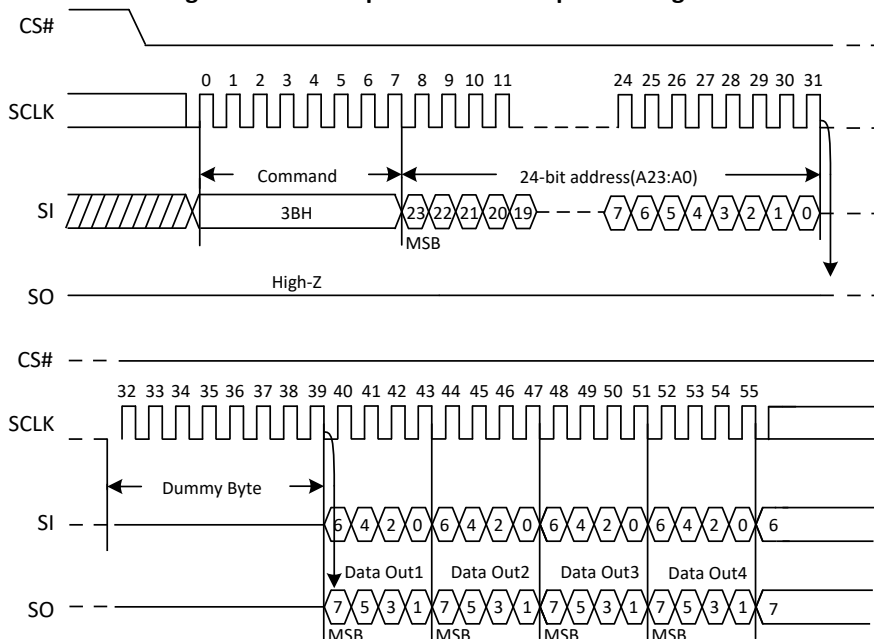 CS#
0 1 2 3 4 5 6 7 8 9 10 11 24 25 26 27 28 29 30 31
SCLK
Command 24-bit address(A23:A0)
SI 3BH 23 22 21 20 19 7 6 5 4 3 2 1 0
MSB
High-Z
SO
CS#
32 33 34 35 36 37 38 39 40 41 42 43 44 45 46 47 48 49 50 51 52 53 54 55
SCLK
Dummy Byte
SI 6 4 2 0 6 4 2 0 6 4 2 0 6 4 2 0 6
Data Out1 Data Out2 Data Out3 Data Out4
SO 7 5 3 1 7 5 3 1 7 5 3 1 7 5 3 1 7
MSB MSB MSB MSB